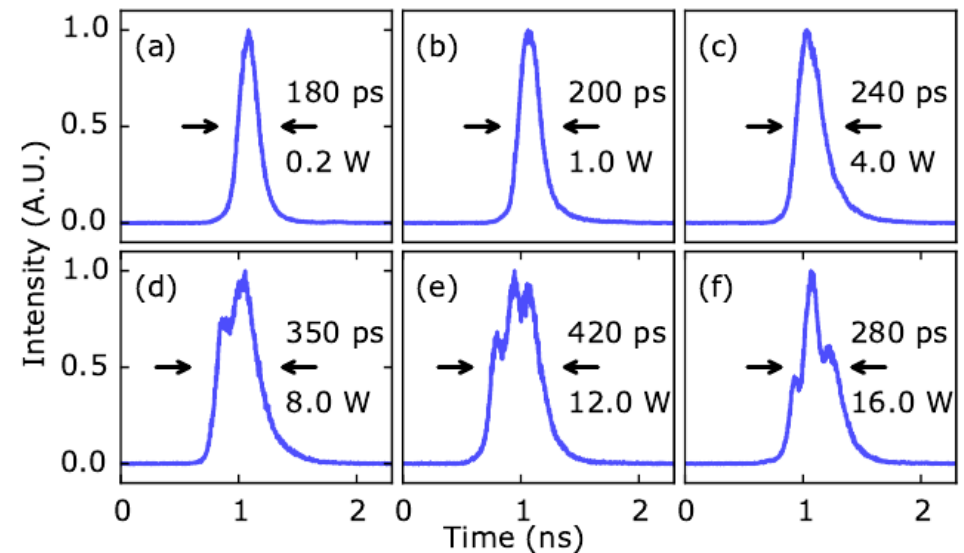 Intensity (A.U.)
1.0
0.5
0.0
(a)
180 ps
0.2 W
(b)
200 ps
1.0 W
(c)
240 ps
4.0 W
1.0
0.5
0.0
(d)
350 ps
8.0 W
(e)
420 ps
12.0 W
(f)
280 ps
16.0 W
0 1 2
0 1 2
0 1 2
Time (ns)